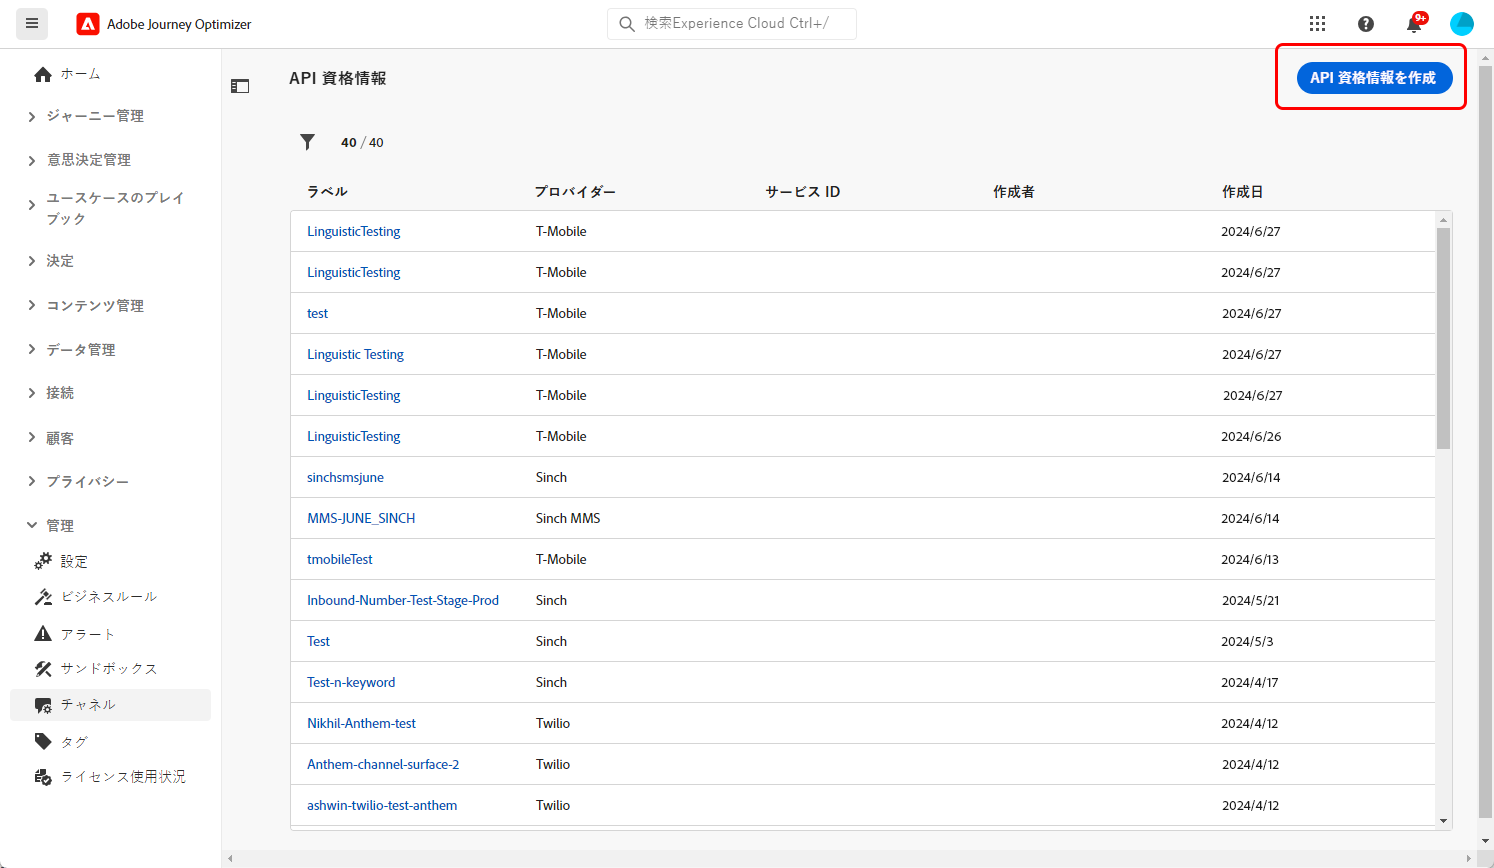 Adobe Journey Optimizer
検索Experience Cloud Ctrl+/
9+
ホーム
ジャーニー管理
意思決定管理
ユースケースのプレイ
ブック
決定
コンテンツ管理
データ管理
接続
顧客
プライバシー
管理
設定
ビジネスルール
アラート
サンドボックス
チャネル
タグ
ライセンス使用状況
API 資格情報
API 資格情報を作成
40 / 40
ラベル プロバイダー サービス ID 作成者 作成日
LinguisticTesting T-Mobile 2024/6/27
LinguisticTesting T-Mobile 2024/6/27
test T-Mobile 2024/6/27
Linguistic Testing T-Mobile 2024/6/27
LinguisticTesting T-Mobile 2024/6/27
LinguisticTesting T-Mobile 2024/6/26
sinchsmsjune Sinch 2024/6/14
MMS-JUNE_SINCH Sinch MMS 2024/6/14
tmobileTest T-Mobile 2024/6/13
Inbound-Number-Test-Stage-Prod Sinch 2024/5/21
Test Sinch 2024/5/3
Test-n-keyword Sinch 2024/4/17
Nikhil-Anthem-test Twilio 2024/4/12
Anthem-channel-surface-2 Twilio 2024/4/12
ashwin-twilio-test-anthem Twilio 2024/4/12